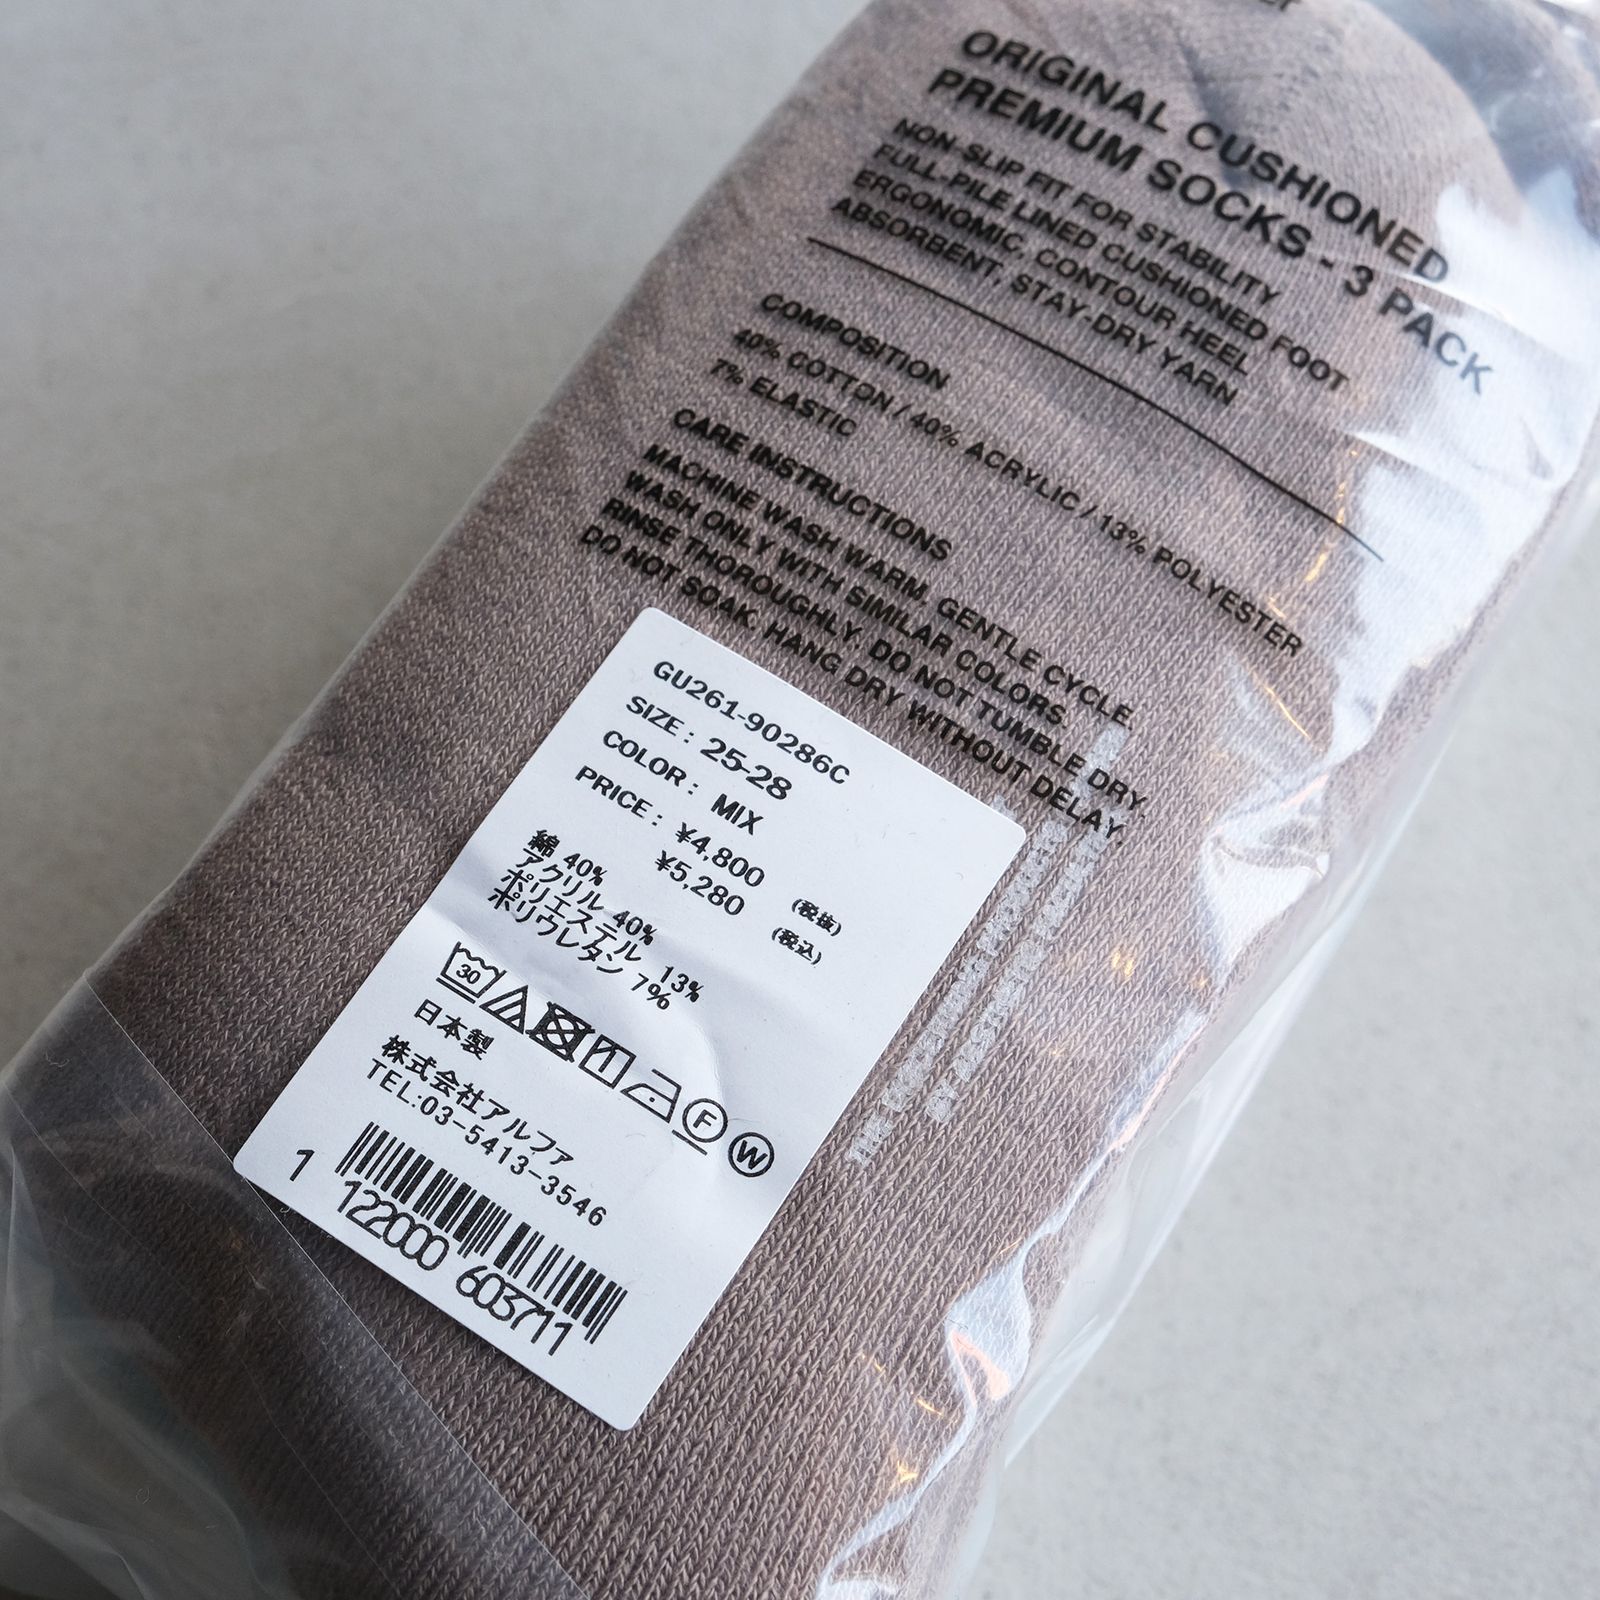 ORIGINAL CUSHIONED
PREMIUM SOCKS - 3 PACK
NON-SLIP FIT FOR STABILITY
FULL-PILE LINED CUSHIONED FOOT
ERGONOMIC, CONTOUR HEEL
ABSORBENT, STAY-DRY YARN
COMPOSITION
40% COTTON / 40% ACRYLIC / 13% POLYESTER
7% ELASTIC
CARE INSTRUCTIONS
MACHINE WASH WARM, GENTLE CYCLE.
WASH ONLY WITH SIMILAR COLORS.
RINSE THOROUGHLY. DO NOT TUMBLE DRY.
DO NOT SOAK. HANG DRY WITHOUT DELAY.
GU261-90286C
SIZE : 25-28
COLOR : MIX
PRICE : ¥4,800 (税抜)
¥5,280 (税込)
綿 40%
アクリル 40%
ポリエステル 13%
ポリウレタン 7%
30 F W
日本製
株式会社アルファ
TEL:03-5413-3546
1 122000 603711